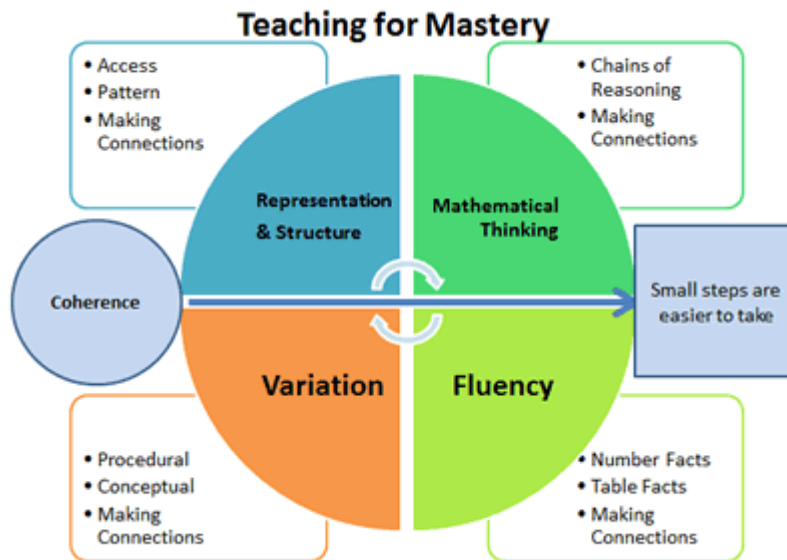 Teaching for Mastery
• Access
• Pattern
• Making
Connections
• Chains of
Reasoning
• Making
Connections
Representation
& Structure
Mathematical
Thinking
Coherence
Small steps are
easier to take
Variation
Fluency
• Procedural
• Conceptual
• Making
Connections
• Number Facts
• Table Facts
• Making
Connections